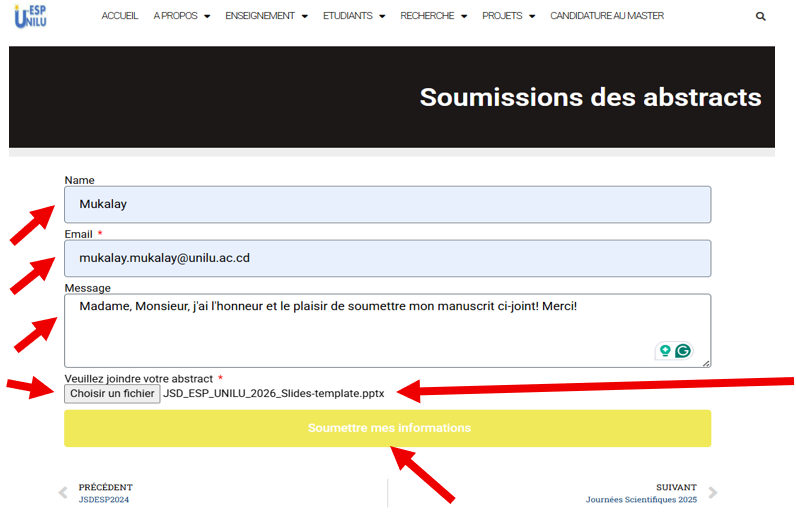 ESP
UNILU
ACCUEIL A PROPOS ENSEIGNEMENT ETUDIANTS RECHERCHE PROJETS CANDIDATURE AU MASTER
Soumissions des abstracts
Name
Mukalay
Email *
mukalay.mukalay@unilu.ac.cd
Message
Madame, Monsieur, j'ai l'honneur et le plaisir de soumettre mon manuscrit ci-joint! Merci!
Veuillez joindre votre abstract *
Choisir un fichier JSD_ESP_UNILU_2026_Slides-template.pptx
Soumettre mes informations
PRÉCÉDENT
JSDESP2024
SUIVANT
Journées Scientifiques 2025